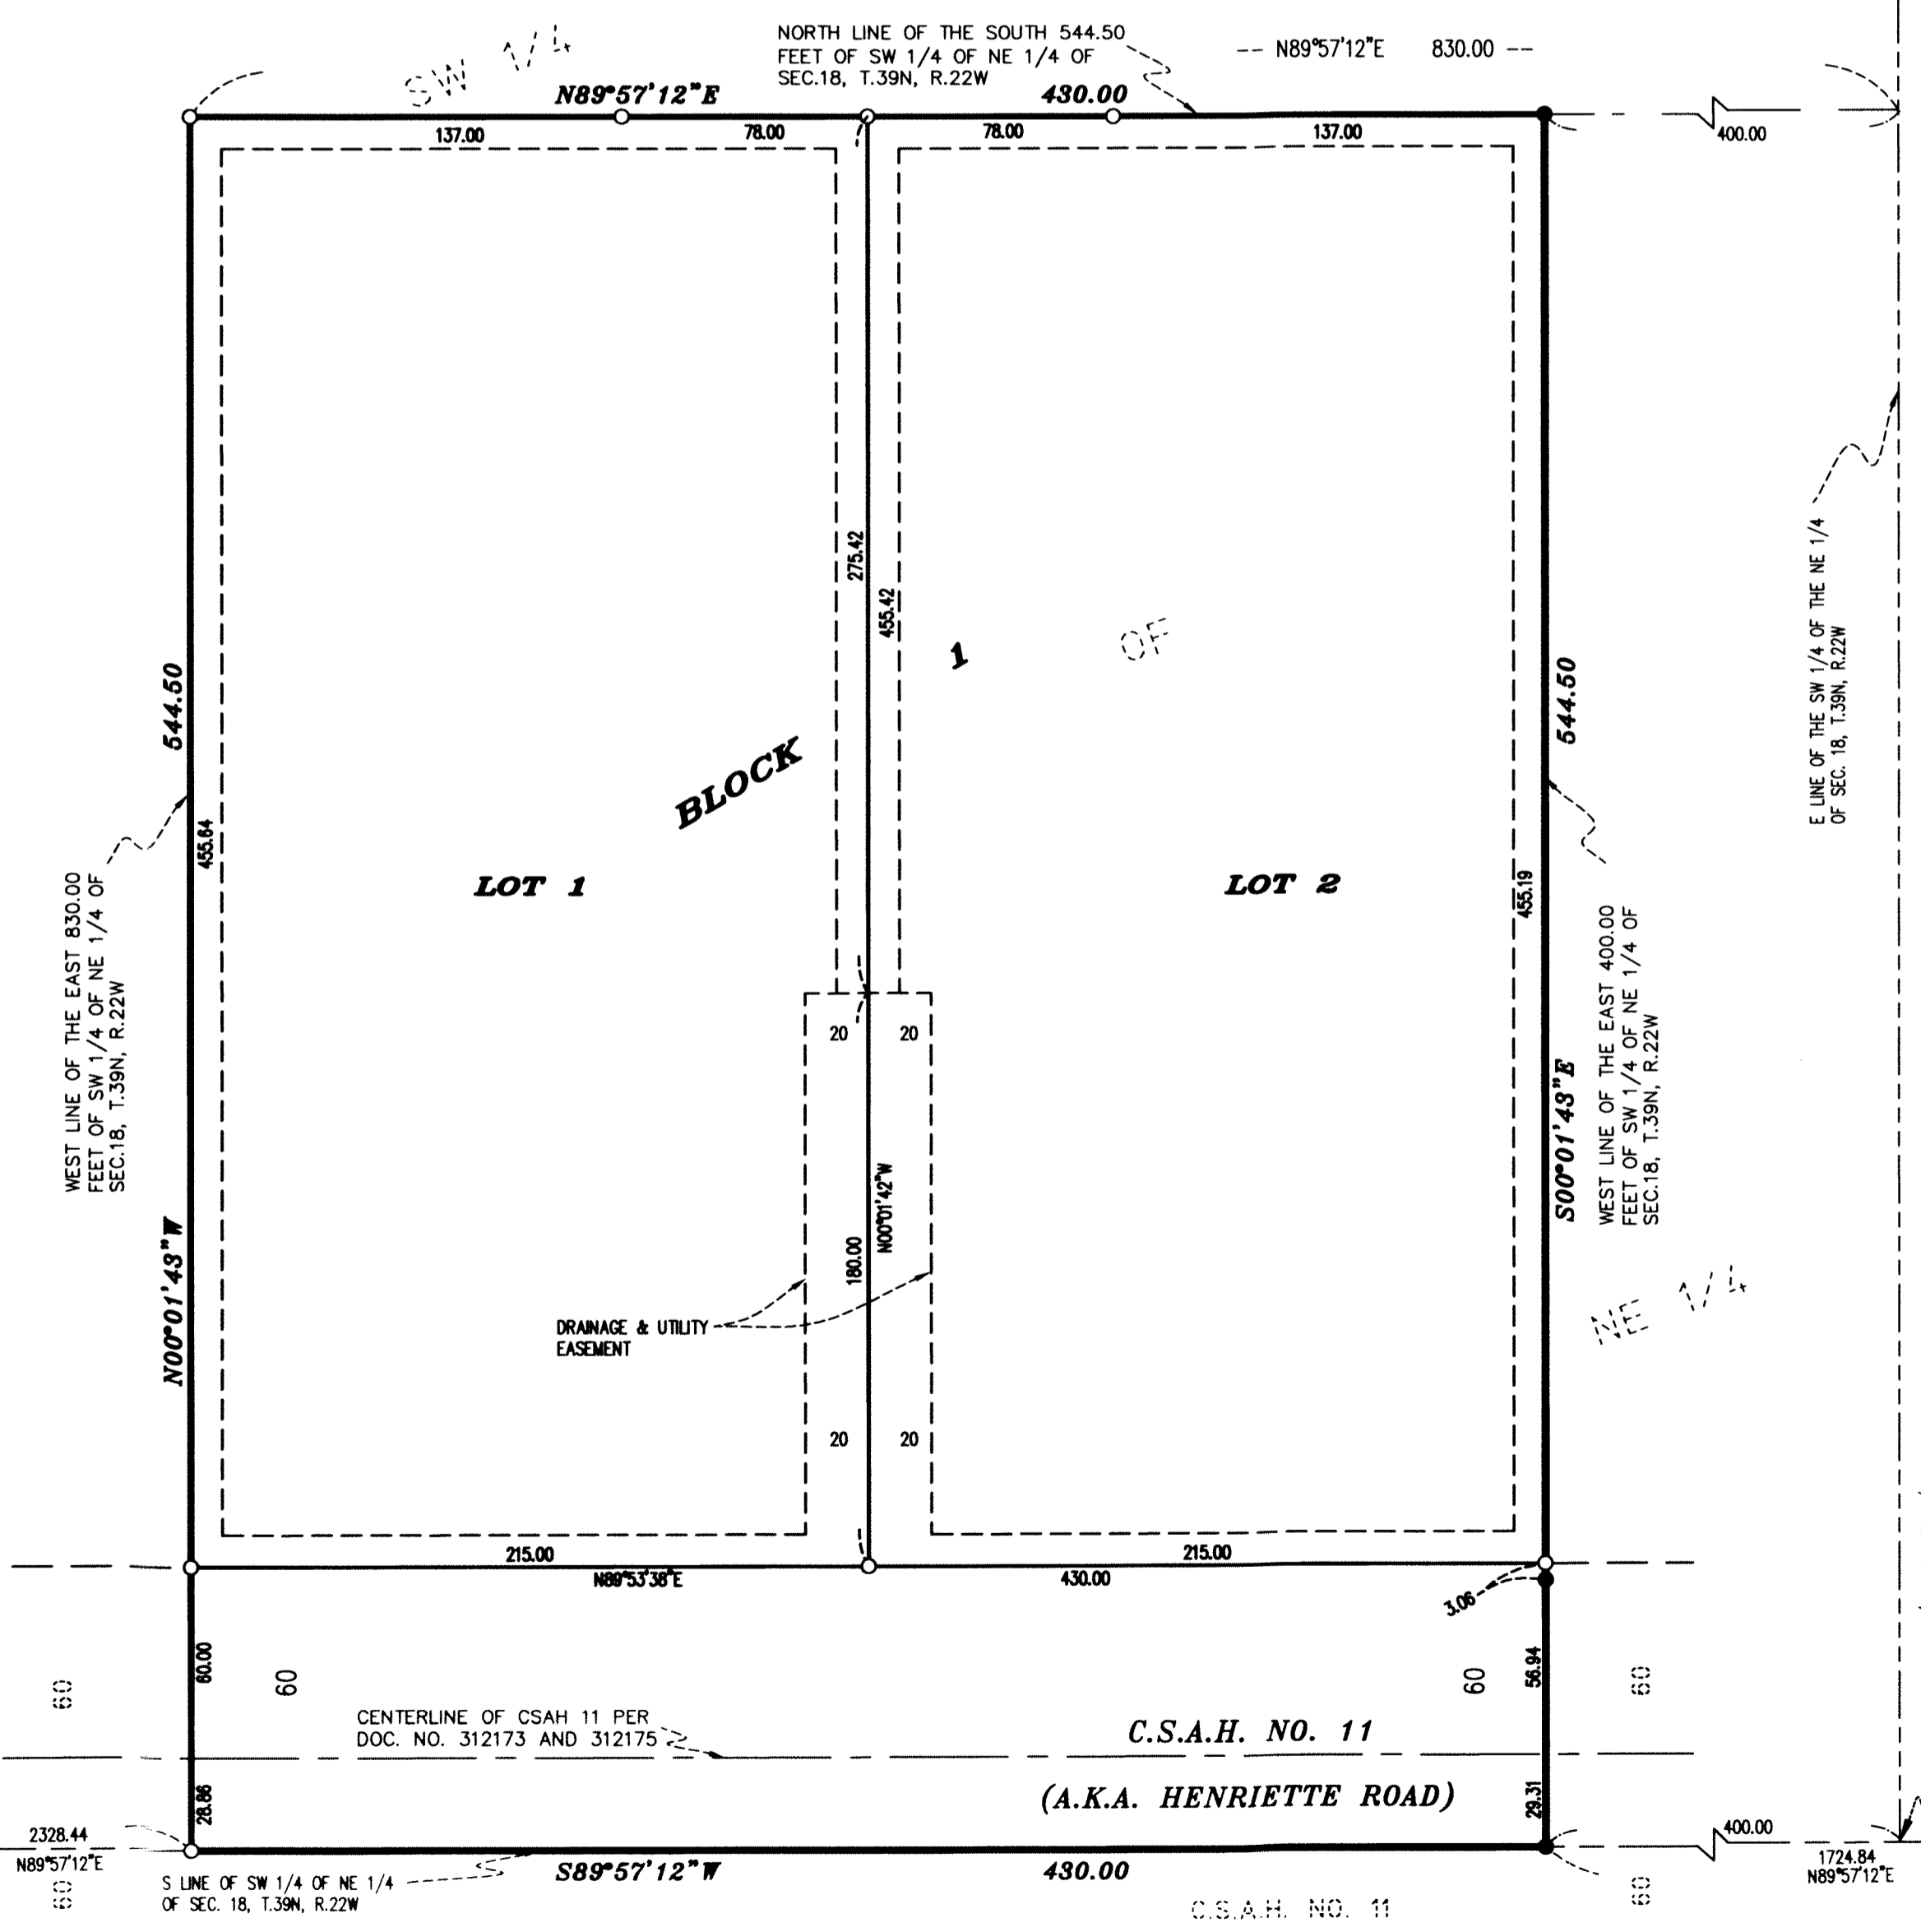 NORTH LINE OF THE SOUTH 544.50
FEET OF SW 1/4 OF NE 1/4 OF
SEC.18, T.39N, R.22W
-- N89°57'12"E 830.00 --
SW 1/4
N89°57'12"E
430.00
137.00
78.00
78.00
137.00
400.00
275.42
455.42
1
OF
BLOCK
544.50
544.50
455.64
455.19
LOT 1
LOT 2
E LINE OF THE SW 1/4 OF THE NE 1/4
OF SEC. 18, T.39N, R.22W
WEST LINE OF THE EAST 830.00
FEET OF SW 1/4 OF NE 1/4 OF
SEC.18, T.39N, R.22W
WEST LINE OF THE EAST 400.00
FEET OF SW 1/4 OF NE 1/4 OF
SEC.18, T.39N, R.22W
20
20
N00°01'43"W
S00°01'43"E
180.00
N00°01'42"W
NE 1/4
DRAINAGE & UTILITY
EASEMENT
20
20
215.00
215.00
N89°53'38"E
430.00
3.06
60
60.00
60
60
56.94
60
CENTERLINE OF CSAH 11 PER
DOC. NO. 312173 AND 312175
C.S.A.H. NO. 11
(A.K.A. HENRIETTE ROAD)
28.86
29.31
2328.44
N89°57'12"E
400.00
1724.84
N89°57'12"E
S LINE OF SW 1/4 OF NE 1/4
OF SEC. 18, T.39N, R.22W
S89°57'12"W
430.00
60
60
C.S.A.H. NO. 11